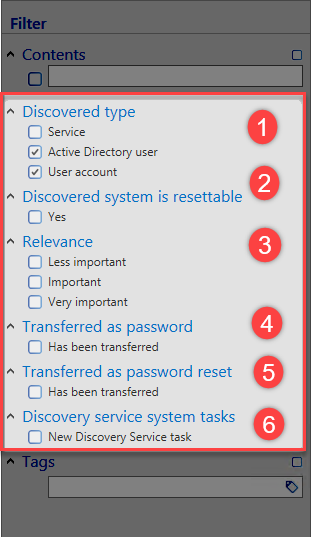 Filter
Contents
Discovered type
1
Service
Active Directory user
User account
2
Discovered system is resettable
Yes
Relevance
3
Less important
Important
Very important
Transferred as password
4
Has been transferred
Transferred as password reset
5
Has been transferred
Discovery service system tasks
6
New Discovery Service task
Tags